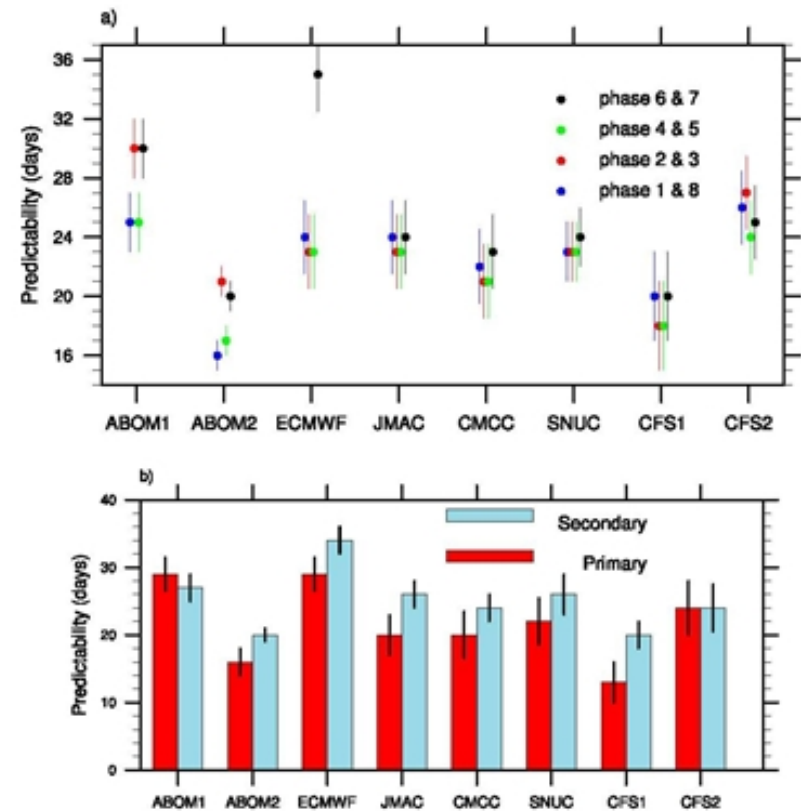 a)
36
32
28
24
20
16
Predictability (days)
phase 6 & 7
phase 4 & 5
phase 2 & 3
phase 1 & 8
ABOM1 ABOM2 ECMWF JMAC CMCC SNUC CFS1 CFS2
b)
40
30
20
10
0
Predictability (days)
Secondary
Primary
ABOM1 ABOM2 ECMWF JMAC CMCC SNUC CFS1 CFS2